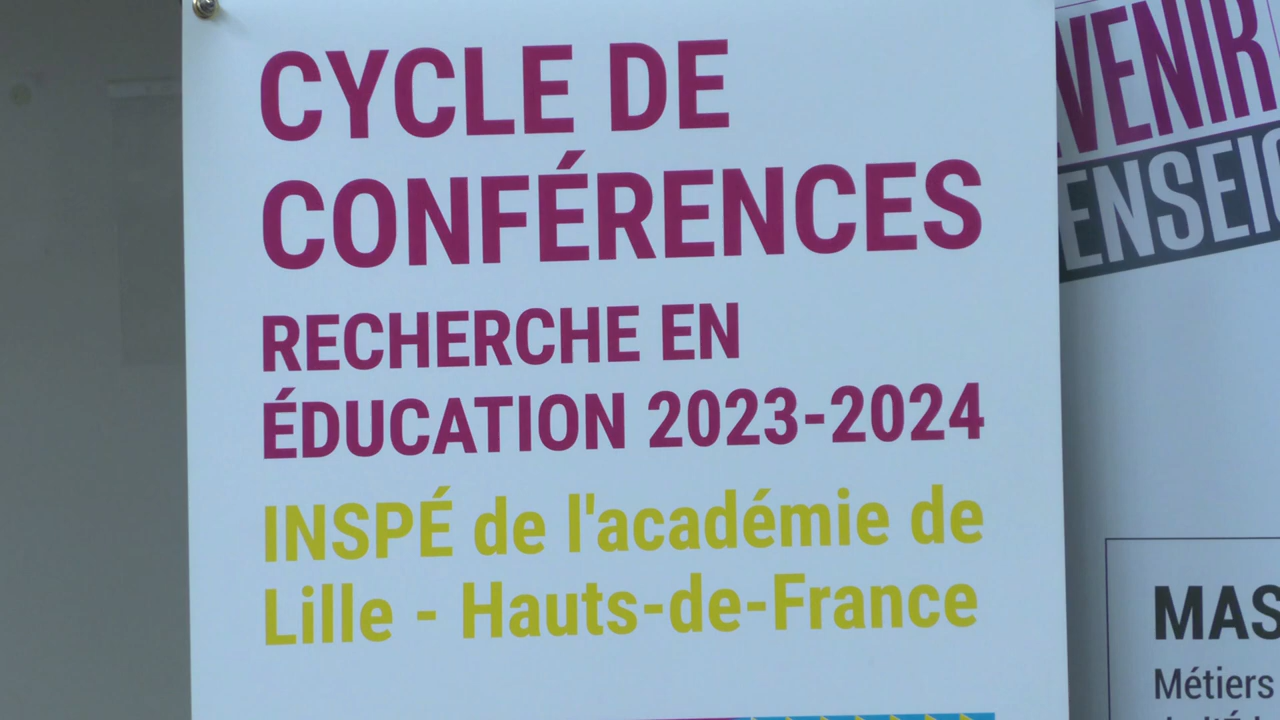 CYCLE DE
CONFÉRENCES
RECHERCHE EN
ÉDUCATION 2023-2024
INSPÉ de l'académie de
Lille - Hauts-de-France
VENIR
ENSEIG
MAS
Métiers